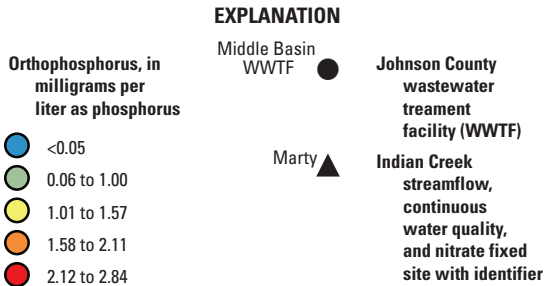 EXPLANATION
Orthophosphorus, in
milligrams per
liter as phosphorus
<0.05
0.06 to 1.00
1.01 to 1.57
1.58 to 2.11
2.12 to 2.84
Middle Basin
WWTF
Marty
Johnson County
wastewater
treament
facility (WWTF)
Indian Creek
streamflow,
continuous
water quality,
and nitrate fixed
site with identifier